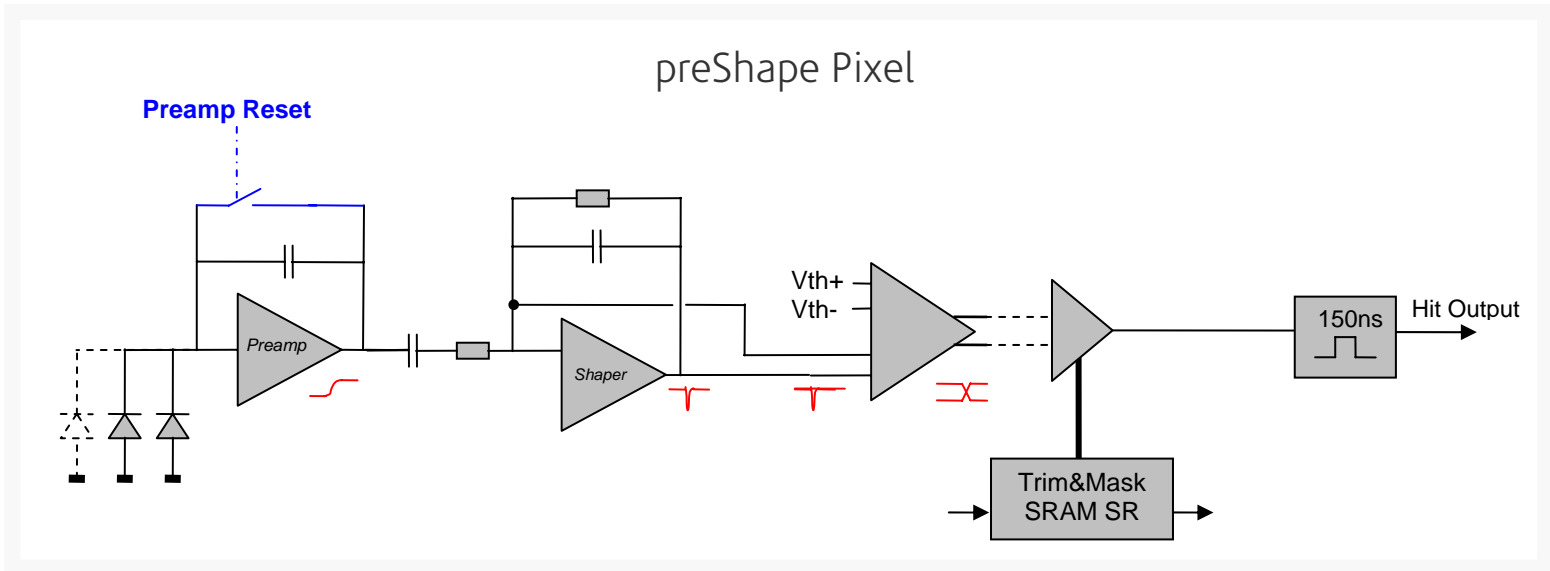 preShape Pixel
Preamp Reset
Vth+
Vth-
Preamp
Shaper
150ns
Hit Output
Trim&Mask
SRAM SR